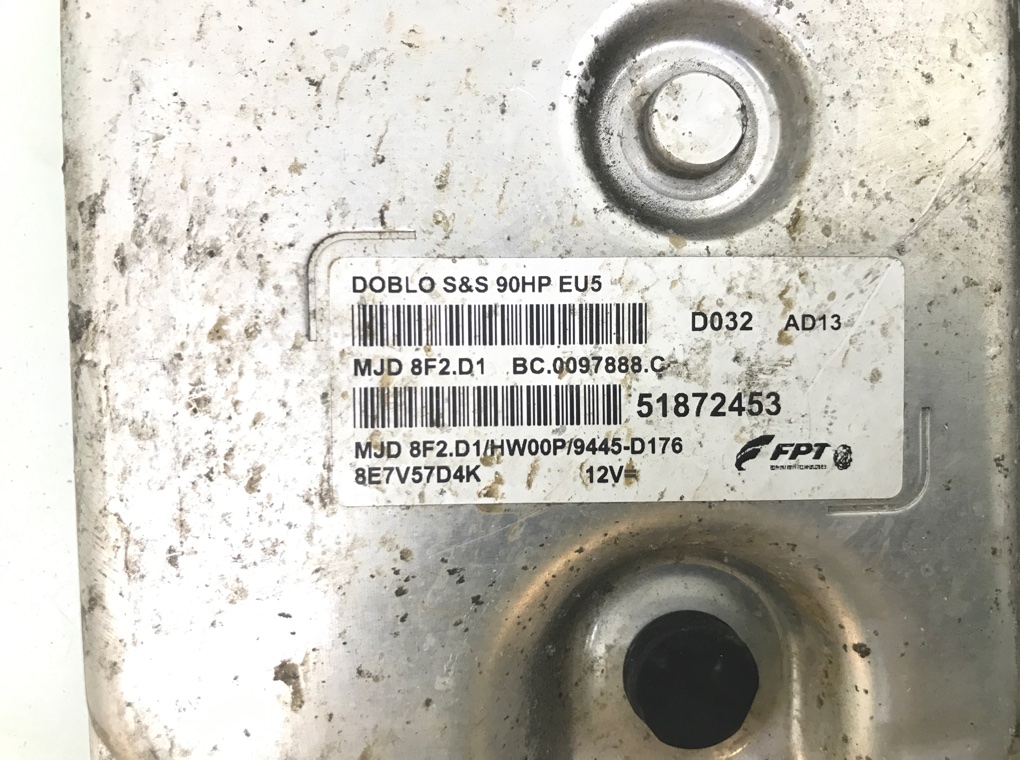 DOBLO S&S 90HP EU5
D032 AD13
MJD 8F2.D1 BC.0097888.C
51872453
MJD 8F2.D1/HW00P/9445-D176
8E7V57D4K 12V=
FPT